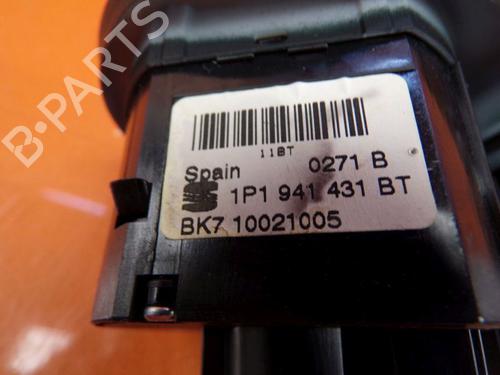 11BT
Spain 0271 B
1P1 941 431 BT
BK7 10021005
B-PARTS